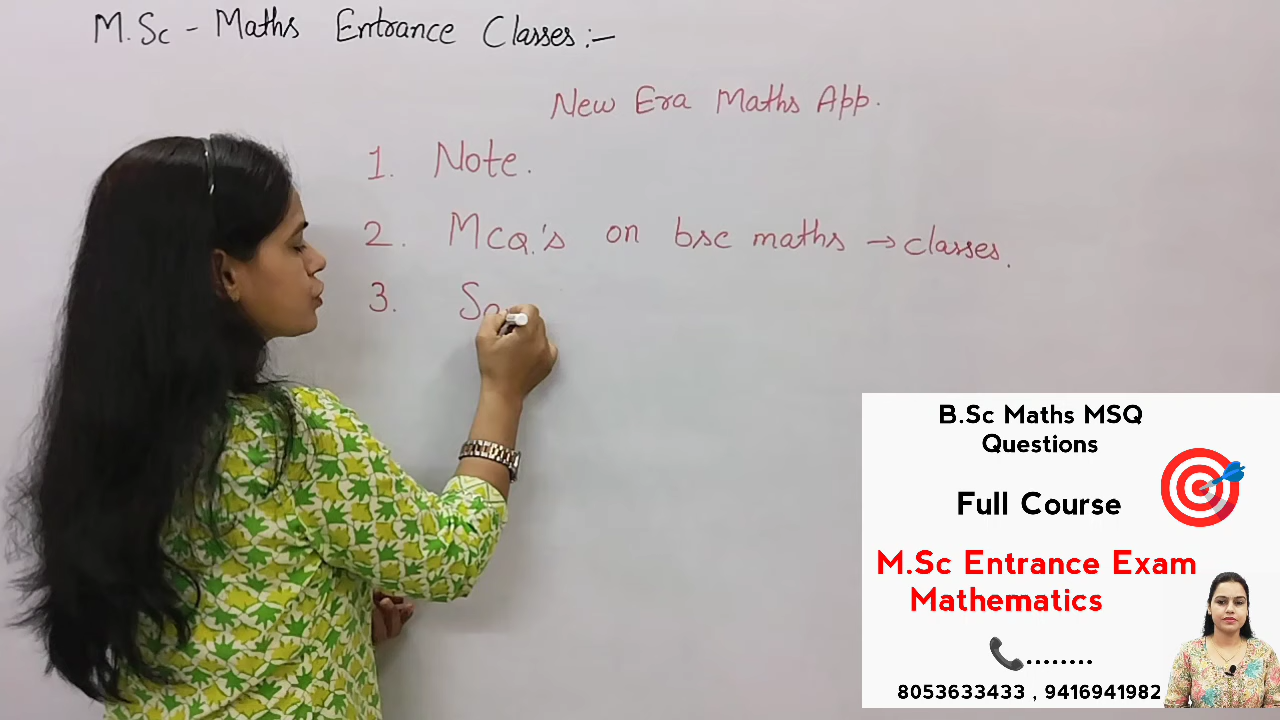 M.Sc - Maths Entrance Classes:-
New Era Maths App.
1. Note.
2. Mcq.'s on bsc maths → classes.
3.
B.Sc Maths MSQ
Questions
Full Course
M.Sc Entrance Exam
Mathematics
........
8053633433 , 9416941982